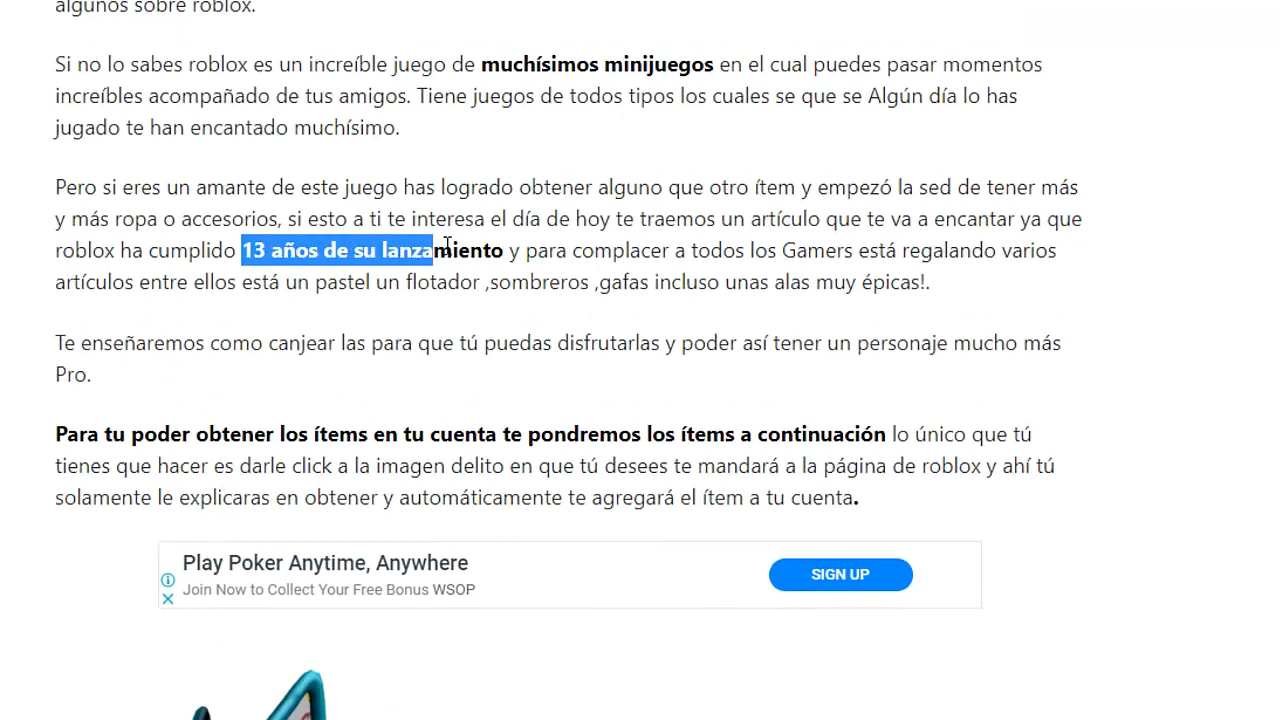 algunos sobre roblox.
Si no lo sabes roblox es un increíble juego de muchísimos minijuegos en el cual puedes pasar momentos
increíbles acompañado de tus amigos. Tiene juegos de todos tipos los cuales se que se Algún día lo has
jugado te han encantado muchísimo.
Pero si eres un amante de este juego has logrado obtener alguno que otro ítem y empezó la sed de tener más
y más ropa o accesorios, si esto a ti te interesa el día de hoy te traemos un artículo que te va a encantar ya que
roblox ha cumplido 13 años de su lanzamiento y para complacer a todos los Gamers está regalando varios
artículos entre ellos está un pastel un flotador ,sombreros ,gafas incluso unas alas muy épicas!.
Te enseñaremos como canjear las para que tú puedas disfrutarlas y poder así tener un personaje mucho más
Pro.
Para tu poder obtener los ítems en tu cuenta te pondremos los ítems a continuación lo único que tú
tienes que hacer es darle click a la imagen delito en que tú desees te mandará a la página de roblox y ahí tú
solamente le explicaras en obtener y automáticamente te agregará el ítem a tu cuenta.
Play Poker Anytime, Anywhere
Join Now to Collect Your Free Bonus WSOP
SIGN UP